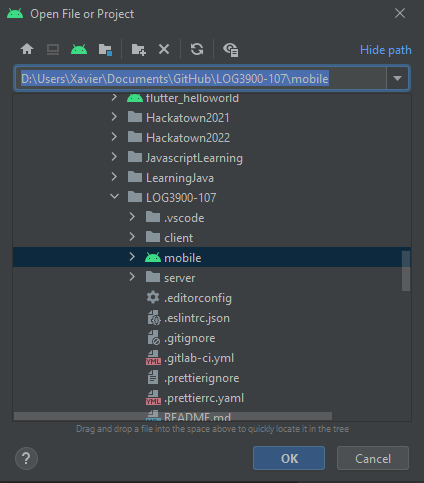 Open File or Project
Hide path
D:\Users\Xavier\Documents\GitHub\LOG3900-107\mobile
flutter_helloworld
Hackatown2021
Hackatown2022
JavascriptLearning
LearningJava
LOG3900-107
.vscode
client
mobile
server
.editorconfig
.eslintrc.json
.gitignore
.gitlab-ci.yml
.prettierignore
.prettierrc.yaml
README.md
Drag and drop a file into the space above to quickly locate it in the tree
?
OK
Cancel